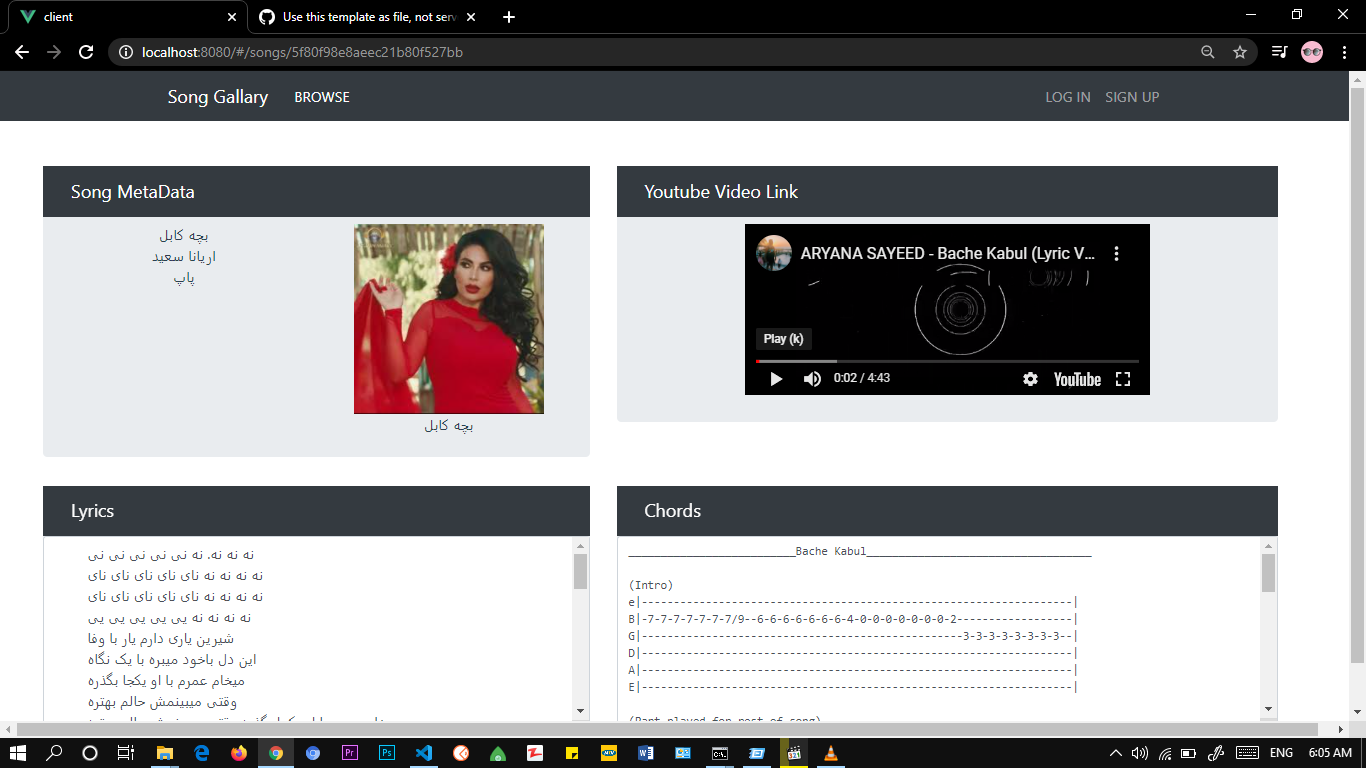 client
Use this template as file, not serv
localhost:8080/#/songs/5f80f98e8aeec21b80f527bb
Song Gallary
BROWSE
LOG IN
SIGN UP
Song MetaData
بچه کابل
اریانا سعید
پاپ
بچه کابل
Youtube Video Link
ARYANA SAYEED - Bache Kabul (Lyric V...
Play (k)
0:02 / 4:43
YouTube
Lyrics
نه نه نه. نه نی نی نی نی نی
نه نه نه نه نای نای نای نای نای
نه نه نه نه نای نای نای نای نای
نه نه نه نه یی یی یی یی یی
شیرین یاری دارم یار با وفا
این دل باخود میبره با یک نگاه
میخام عمرم با او یکجا بگذره
وقتی میبینمش حالم بهتره
Chords
__________________________Bache Kabul___________________________________
(Intro)
e|-------------------------------------------------------------------|
B|-7-7-7-7-7-7-7/9--6-6-6-6-6-6-6-4-0-0-0-0-0-0-0-2------------------|
G|--------------------------------------------------3-3-3-3-3-3-3-3--|
D|-------------------------------------------------------------------|
A|-------------------------------------------------------------------|
E|-------------------------------------------------------------------|
(Part played for rest of song)
Pr
Ps
ENG
6:05 AM